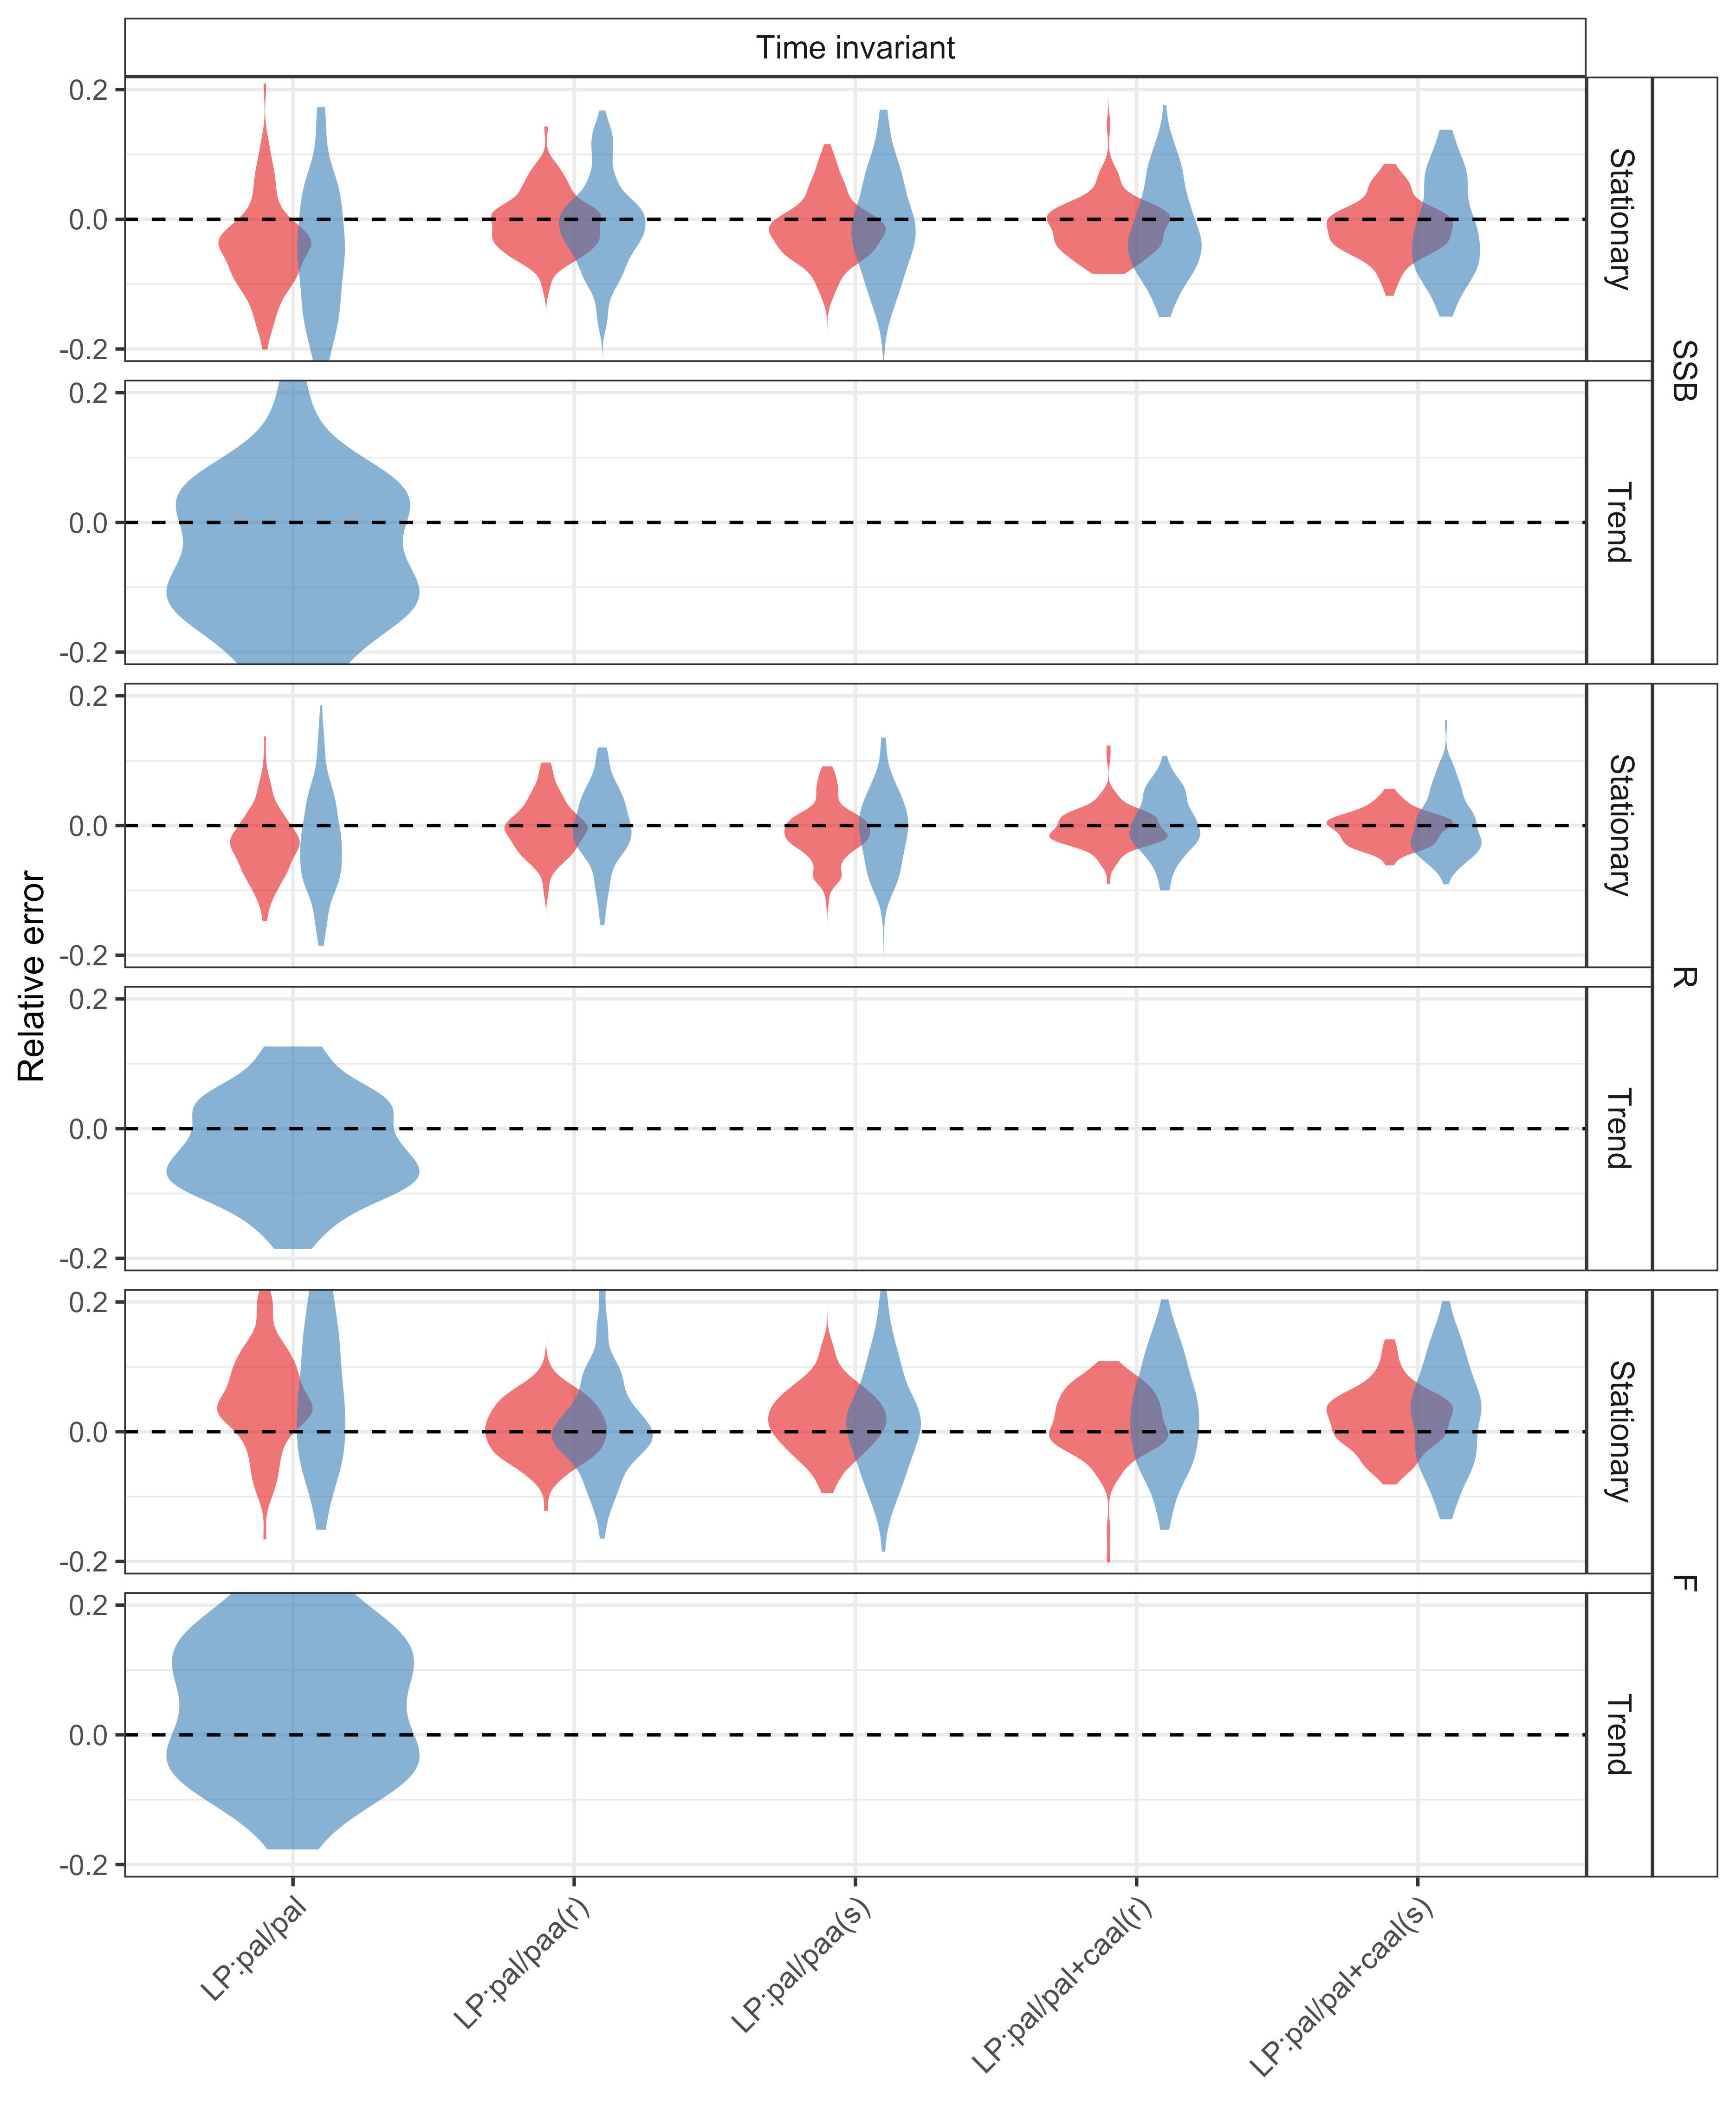 Time invariant
0.2
0.0
-0.2
Stationary
SSB
0.2
0.0
-0.2
Trend
0.2
0.0
-0.2
Stationary
R
0.2
0.0
-0.2
Trend
0.2
0.0
-0.2
Stationary
F
0.2
0.0
-0.2
Trend
Relative error
LP:pal/pal
LP:pal/paa(r)
LP:pal/paa(s)
LP:pal/pal+caal(r)
LP:pal/pal+caal(s)